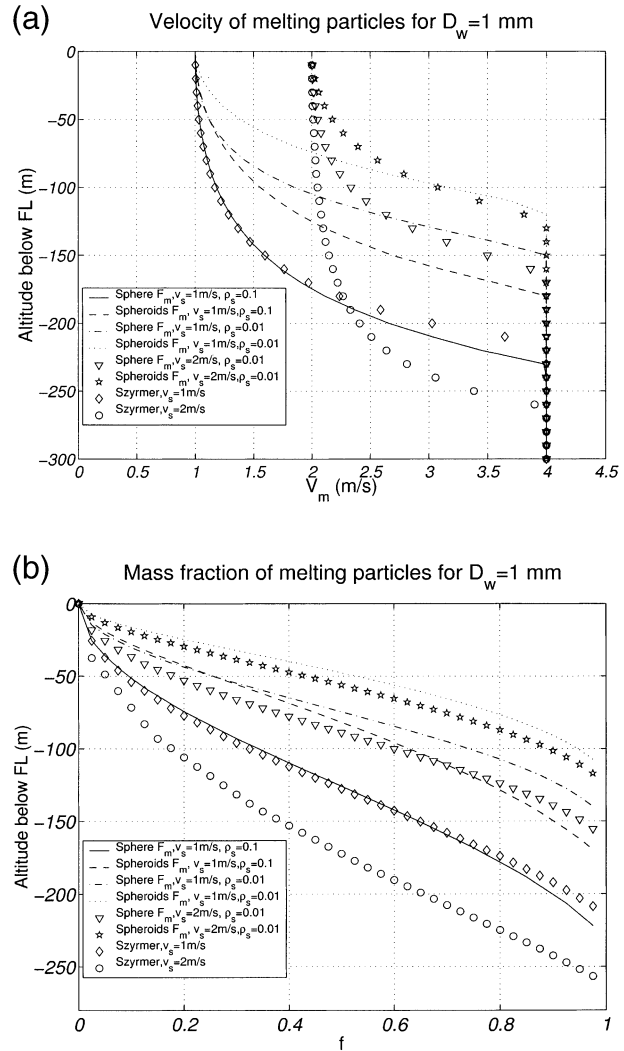 (a)
Velocity of melting particles for D_w=1 mm
Altitude below FL (m)
0
−50
−100
−150
−200
−250
−300
Sphere F_m,v_s=1m/s, ρ_s=0.1
Spheroids F_m, v_s=1m/s,ρ_s=0.1
Sphere F_m,v_s=1m/s, ρ_s=0.01
Spheroids F_m, v_s=1m/s,ρ_s=0.01
Sphere F_m,v_s=2m/s, ρ_s=0.01
Spheroids F_m, v_s=2m/s,ρ_s=0.01
Szyrmer,v_s=1m/s
Szyrmer,v_s=2m/s
0 0.5 1 1.5 2 2.5 3 3.5 4 4.5
V_m (m/s)
(b)
Mass fraction of melting particles for D_w=1 mm
Altitude below FL (m)
0
−50
−100
−150
−200
−250
Sphere F_m,v_s=1m/s, ρ_s=0.1
Spheroids F_m, v_s=1m/s,ρ_s=0.1
Sphere F_m,v_s=1m/s, ρ_s=0.01
Spheroids F_m, v_s=1m/s,ρ_s=0.01
Sphere F_m,v_s=2m/s, ρ_s=0.01
Spheroids F_m, v_s=2m/s,ρ_s=0.01
Szyrmer,v_s=1m/s
Szyrmer,v_s=2m/s
0 0.2 0.4 0.6 0.8 1
f